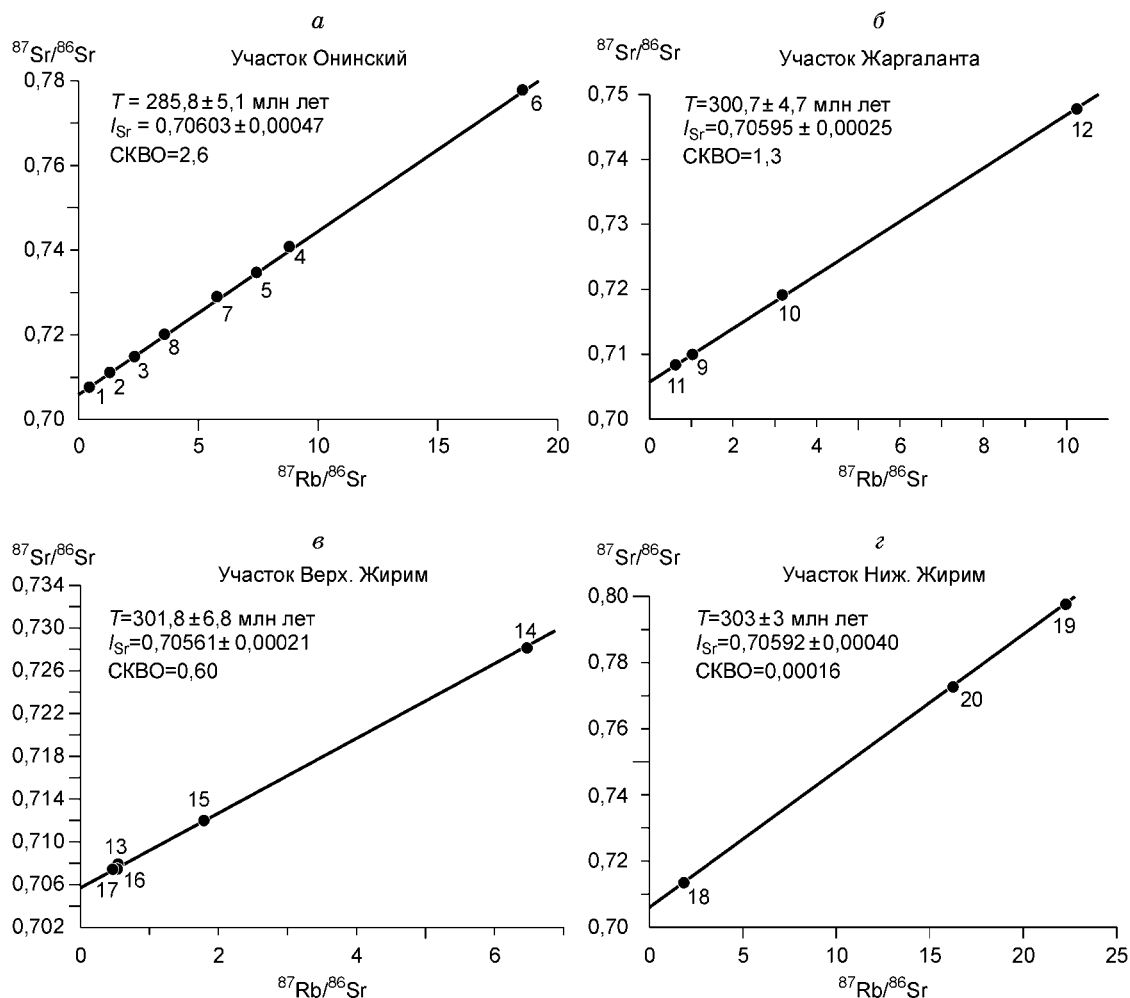 а
⁸⁷Sr/⁸⁶Sr
Участок Онинский
0,78
0,76
0,74
0,72
0,70
T = 285,8 ± 5,1 млн лет
I_Sr = 0,70603 ± 0,00047
СКВО=2,6
1
2
3
8
7
5
4
6
0 5 10 15 20
⁸⁷Rb/⁸⁶Sr
б
⁸⁷Sr/⁸⁶Sr
Участок Жаргаланта
0,75
0,74
0,73
0,72
0,71
0,70
T=300,7± 4,7 млн лет
I_Sr=0,70595 ± 0,00025
СКВО=1,3
11
9
10
12
0 2 4 6 8 10
⁸⁷Rb/⁸⁶Sr
в
⁸⁷Sr/⁸⁶Sr
Участок Верх. Жирим
0,734
0,730
0,726
0,722
0,718
0,714
0,710
0,706
0,702
T=301,8 ±6,8 млн лет
I_Sr=0,70561± 0,00021
СКВО=0,60
13
17
16
15
14
0 2 4 6
⁸⁷Rb/⁸⁶Sr
г
⁸⁷Sr/⁸⁶Sr
Участок Ниж. Жирим
0,80
0,78
0,76
0,74
0,72
0,70
T=303 ± 3 млн лет
I_Sr=0,70592 ±0,00040
СКВО=0,00016
18
20
19
0 5 10 15 20 25
⁸⁷Rb/⁸⁶Sr